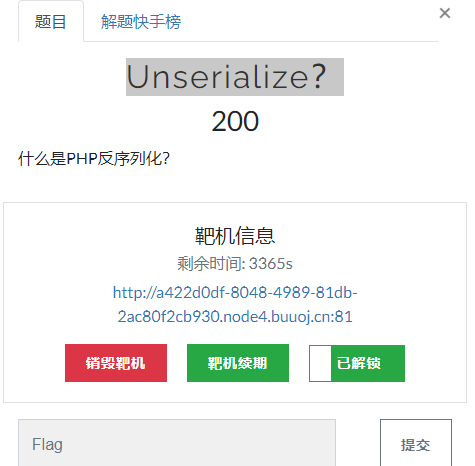 题目 解题快手榜 ×
Unserialize？
200
什么是PHP反序列化？
靶机信息
剩余时间: 3365s
http://a422d0df-8048-4989-81db-
2ac80f2cb930.node4.buuoj.cn:81
销毁靶机 靶机续期 已解锁
Flag 提交